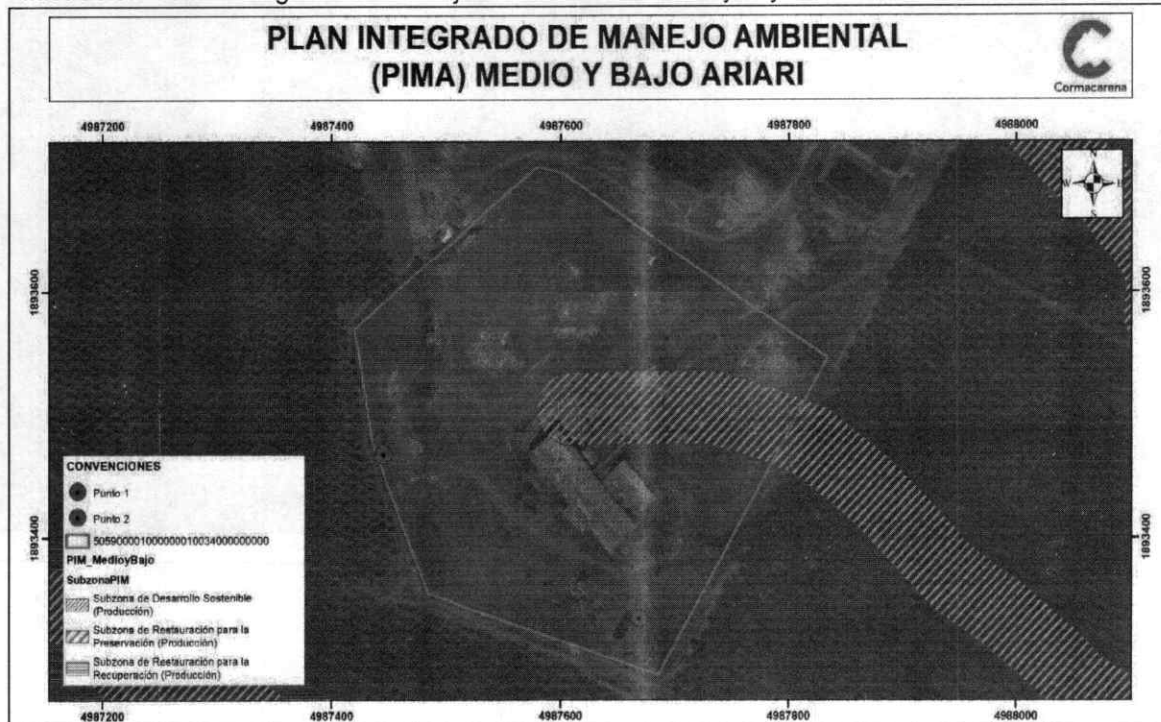 PLAN INTEGRADO DE MANEJO AMBIENTAL
(PIMA) MEDIO Y BAJO ARIARI
Cormacarena
4987200 4987400 4987600 4987800 4988000
N
W E
S
1893600 1893600
1893400 1893400
CONVENCIONES
Punto 1
Punto 2
PIM_MedioyBajo
SubzonaPIM
Subzona de Desarrollo Sostenible
(Producción)
Subzona de Restauración para la
Preservación (Producción)
Subzona de Restauración para la
Recuperación (Producción)
4987200 4987400 4987600 4987800 4988000